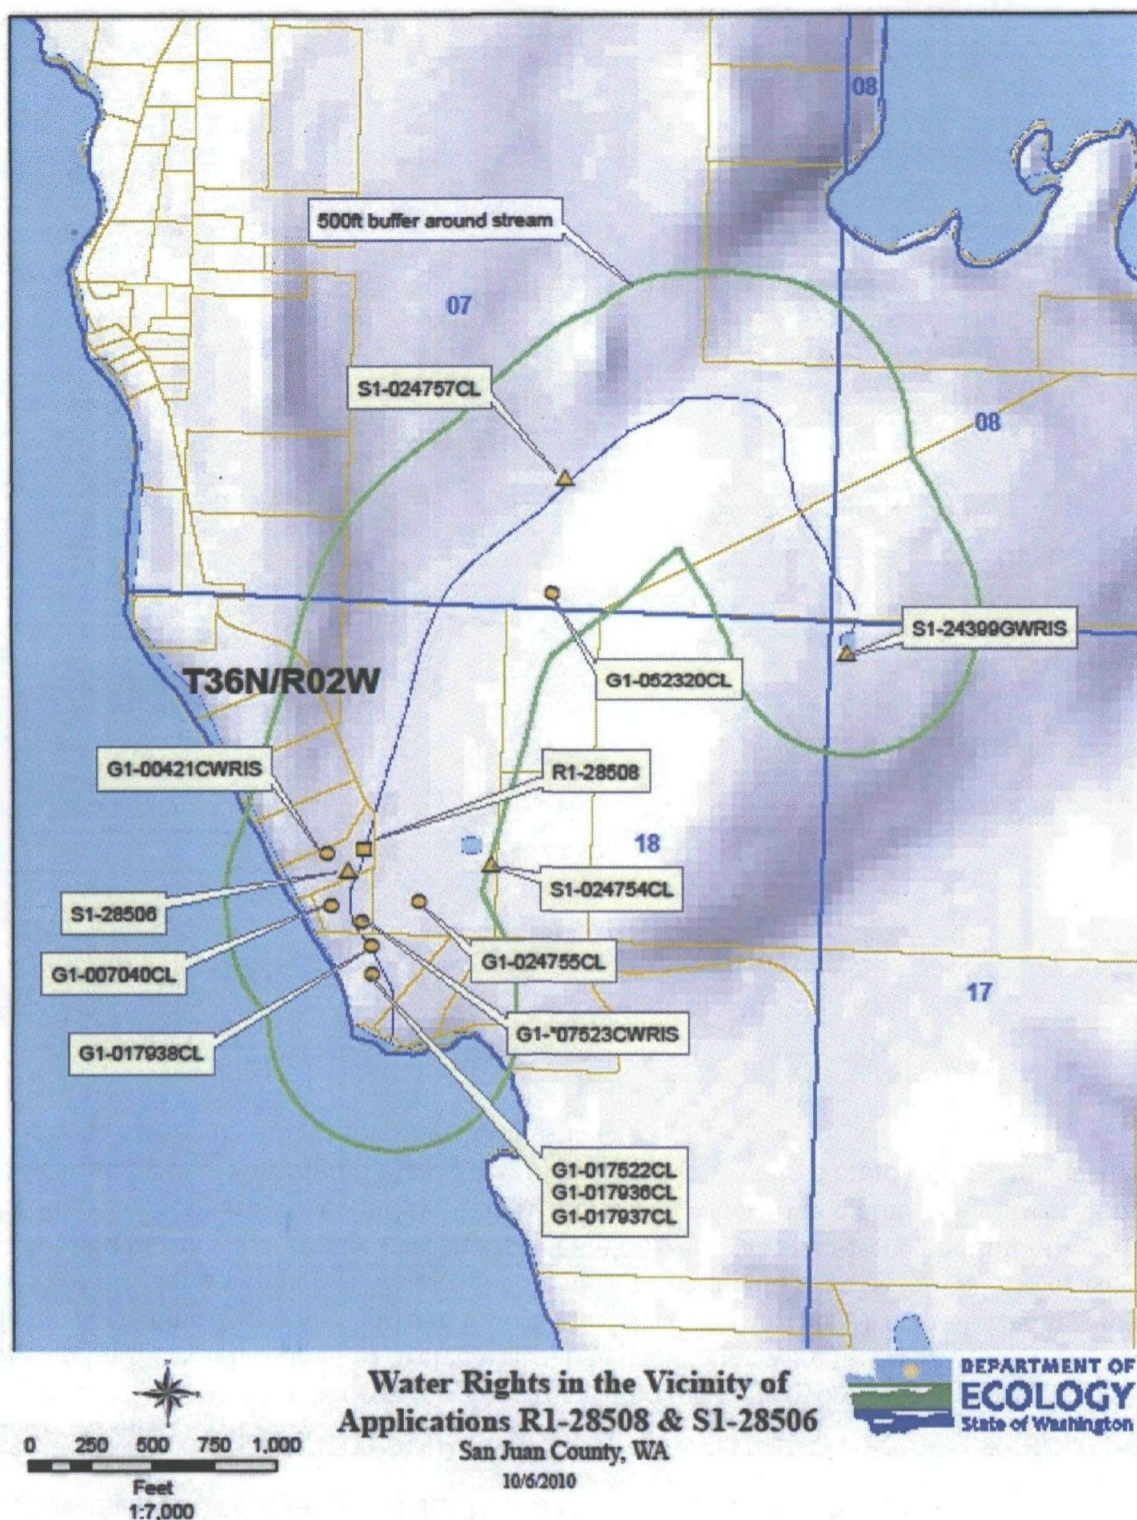 08
500ft buffer around stream
07
S1-024757CL
08
S1-24399GWRIS
T36N/R02W
G1-052320CL
G1-00421CWRIS
R1-28508
18
S1-28506
S1-024754CL
G1-007040CL
G1-024755CL
17
G1-*07523CWRIS
G1-017938CL
G1-017522CL
G1-017936CL
G1-017937CL
Water Rights in the Vicinity of
Applications R1-28508 & S1-28506
San Juan County, WA
10/6/2010
0 250 500 750 1,000
Feet
1:7,000
DEPARTMENT OF
ECOLOGY
State of Washington